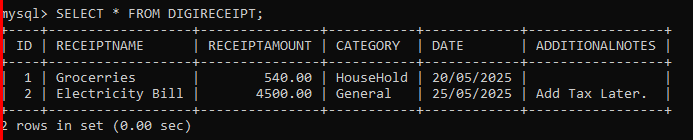 mysql> SELECT * FROM DIGIRECEIPT;
+----+------------------+---------------+-----------+------------+-----------------+
| ID | RECEIPTNAME      | RECEIPTAMOUNT | CATEGORY  | DATE       | ADDITIONALNOTES |
+----+------------------+---------------+-----------+------------+-----------------+
|  1 | Grocerries       |        540.00 | HouseHold | 20/05/2025 |                 |
|  2 | Electricity Bill |       4500.00 | General   | 25/05/2025 | Add Tax Later.  |
+----+------------------+---------------+-----------+------------+-----------------+
2 rows in set (0.00 sec)